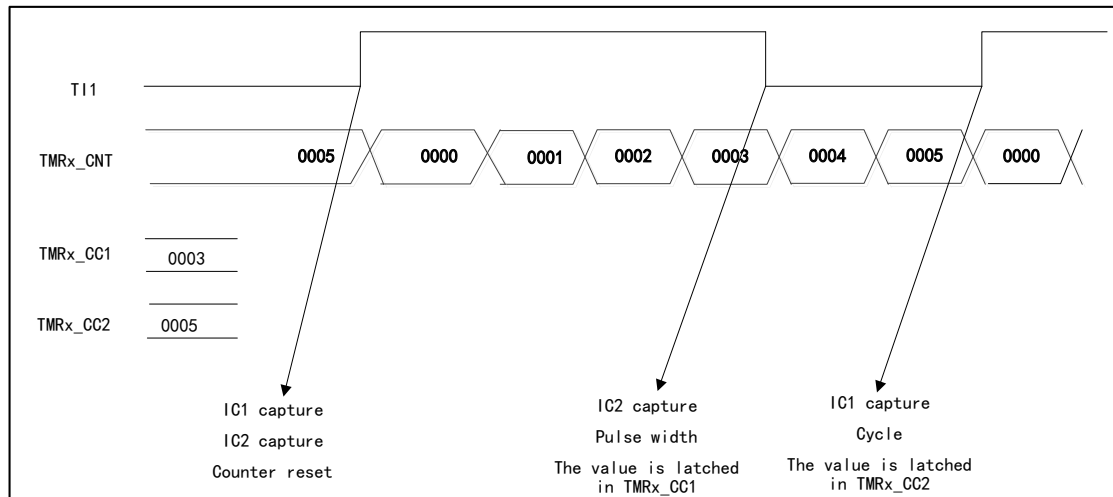 TI1
TMRx_CNT
0005 0000 0001 0002 0003 0004 0005 0000
TMRx_CC1
0003
TMRx_CC2
0005
IC1 capture
IC2 capture
Counter reset
IC2 capture
Pulse width
The value is latched
in TMRx_CC1
IC1 capture
Cycle
The value is latched
in TMRx_CC2